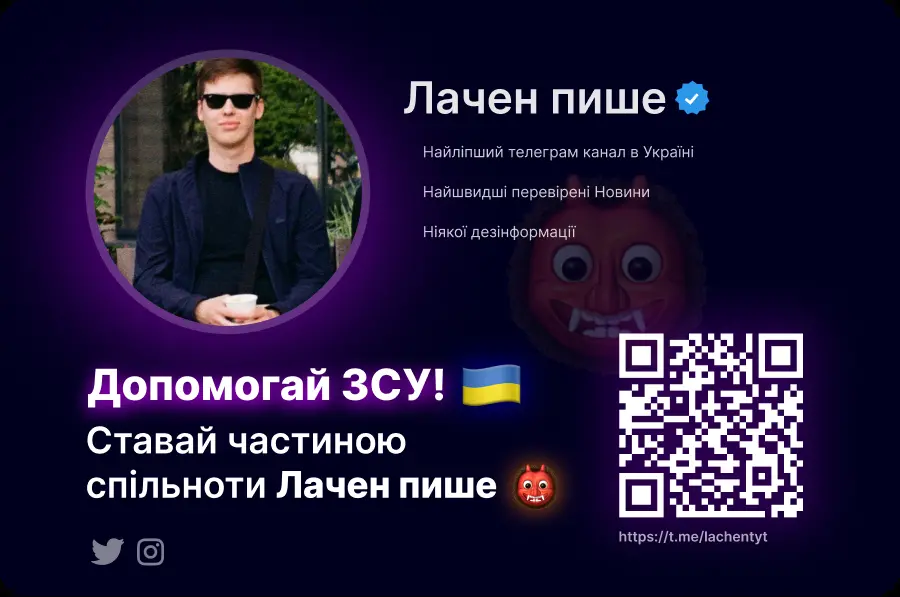 Лачен пише
Найліпший телеграм канал в Україні
Найшвидші перевірені Новини
Ніякої дезінформації
Допомогай ЗСУ!
Ставай частиною
спільноти Лачен пише
https://t.me/lachentyt